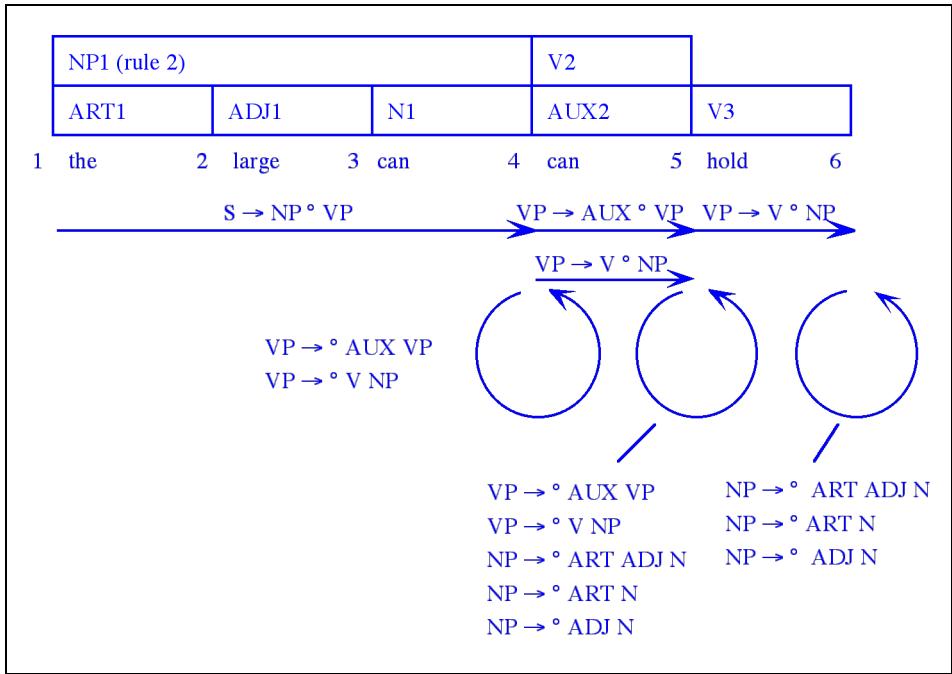 NP1 (rule 2) V2
ART1 ADJ1 N1 AUX2 V3
1 the 2 large 3 can 4 can 5 hold 6
S → NP ° VP VP → AUX ° VP VP → V ° NP
VP → V ° NP
VP → ° AUX VP
VP → ° V NP
VP → ° AUX VP
VP → ° V NP
NP → ° ART ADJ N
NP → ° ART N
NP → ° ADJ N
NP → ° ART ADJ N
NP → ° ART N
NP → ° ADJ N